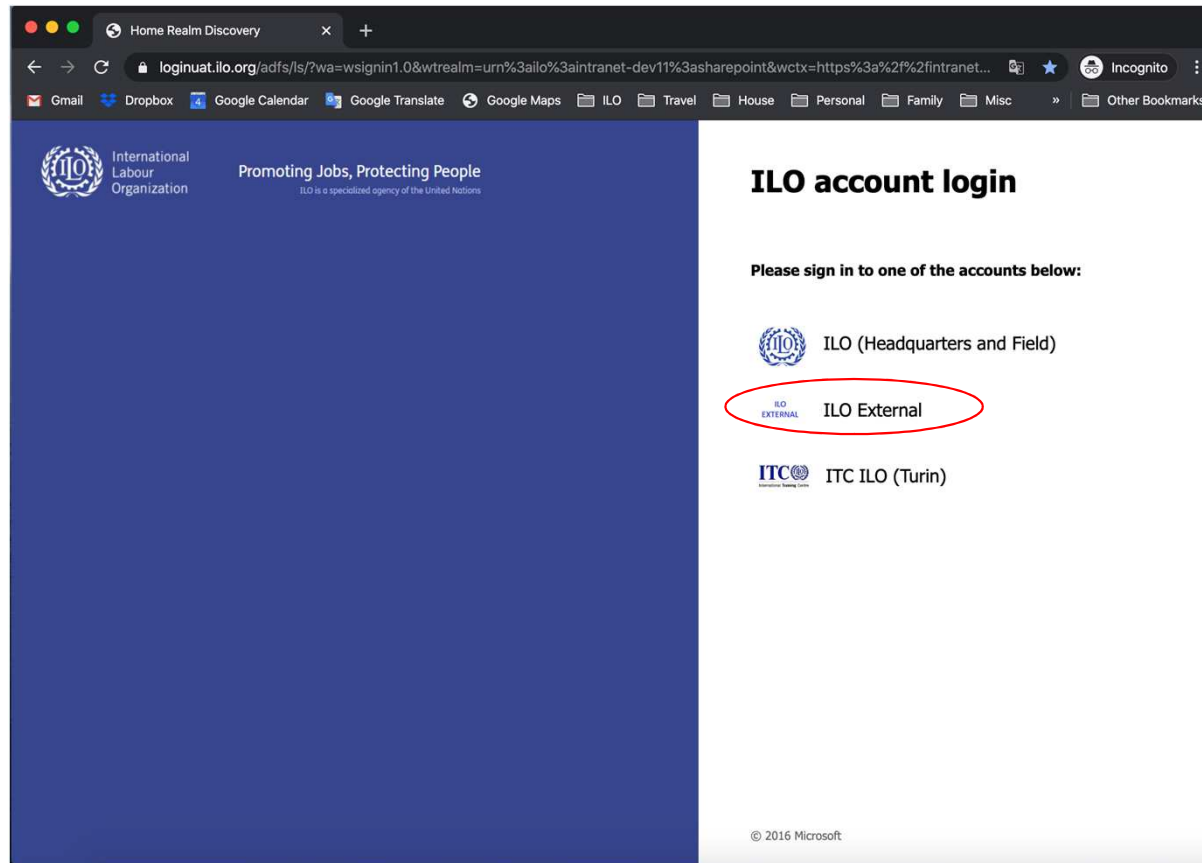 Home Realm Discovery
loginuat.ilo.org/adfs/ls/?wa=wsignin1.0&wtrealm=urn%3ailo%3aintranet-dev11%3asharepoint&wctx=https%3a%2f%2fintranet...
Incognito
Gmail Dropbox 4 Google Calendar Google Translate Google Maps ILO Travel House Personal Family Misc » Other Bookmarks
International
Labour
Organization
Promoting Jobs, Protecting People
ILO is a specialized agency of the United Nations
ILO account login
Please sign in to one of the accounts below:
ILO (Headquarters and Field)
ILO
EXTERNAL
ILO External
ITC
International Training Centre
ITC ILO (Turin)
© 2016 Microsoft